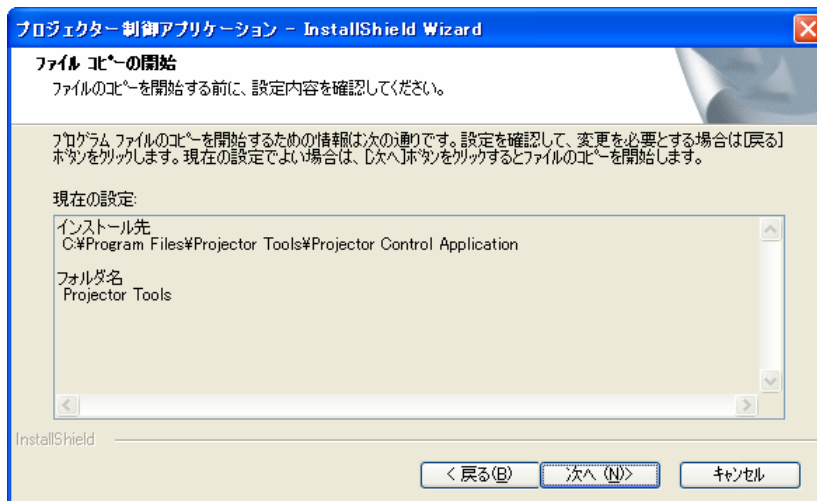 プロジェクター制御アプリケーション - InstallShield Wizard
ファイル コピーの開始
ファイルのコピーを開始する前に、設定内容を確認してください。
プログラム ファイルのコピーを開始するための情報は次の通りです。設定を確認して、変更を必要とする場合は[戻る]
ボタンをクリックします。現在の設定でよい場合は、[次へ]ボタンをクリックするとファイルのコピーを開始します。
現在の設定:
インストール先
C:¥Program Files¥Projector Tools¥Projector Control Application
フォルダ名
Projector Tools
InstallShield
< 戻る(B)
次へ (N)>
キャンセル